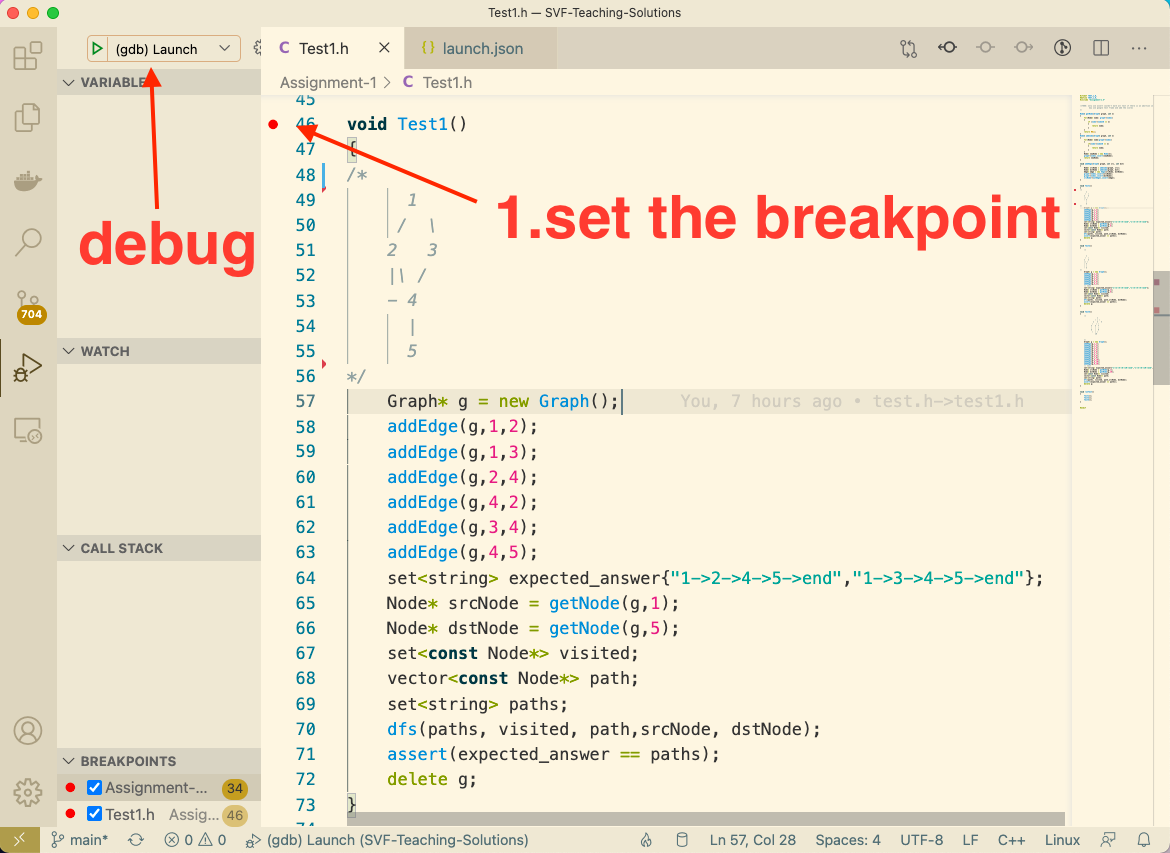 Test1.h — SVF-Teaching-Solutions
(gdb) Launch
C Test1.h
{} launch.json
VARIABLE
Assignment-1 > C Test1.h
debug
1.set the breakpoint
704
WATCH
CALL STACK
BREAKPOINTS
Assignment-... 34
Test1.h Assig... 46
45
46 void Test1()
47 {
48 /*
49 1
50 / \
51 2 3
52 |\ /
53 - 4
54 |
55 5
56 */
57 Graph* g = new Graph(); You, 7 hours ago • test.h->test1.h
58 addEdge(g,1,2);
59 addEdge(g,1,3);
60 addEdge(g,2,4);
61 addEdge(g,4,2);
62 addEdge(g,3,4);
63 addEdge(g,4,5);
64 set<string> expected_answer{"1->2->4->5->end","1->3->4->5->end"};
65 Node* srcNode = getNode(g,1);
66 Node* dstNode = getNode(g,5);
67 set<const Node*> visited;
68 vector<const Node*> path;
69 set<string> paths;
70 dfs(paths, visited, path,srcNode, dstNode);
71 assert(expected_answer == paths);
72 delete g;
73 }
main* 0 0 (gdb) Launch (SVF-Teaching-Solutions) Ln 57, Col 28 Spaces: 4 UTF-8 LF C++ Linux